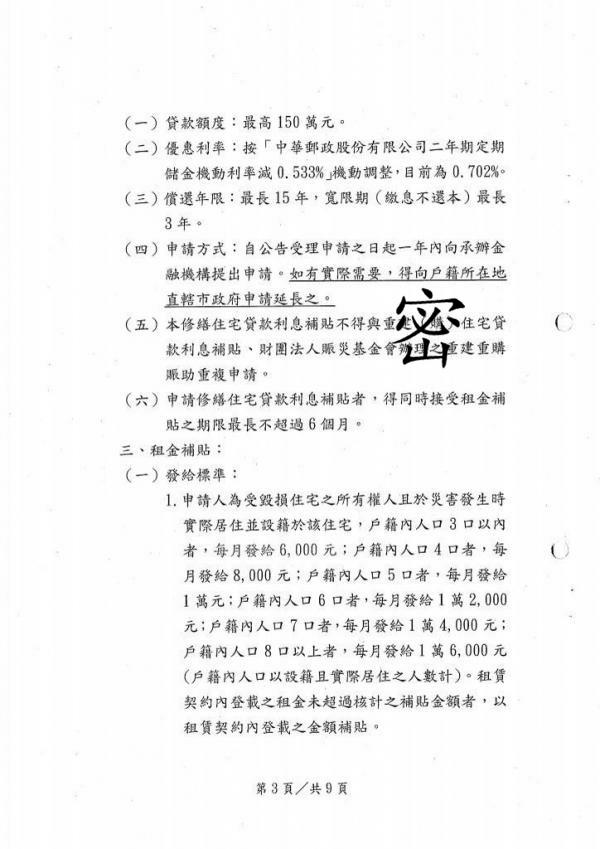 （一）貸款額度：最高 150 萬元。
（二）優惠利率：按「中華郵政股份有限公司二年期定期
儲金機動利率減 0.533%」機動調整，目前為 0.702%。
（三）償還年限：最長 15 年，寬限期（繳息不還本）最長
3 年。
（四）申請方式：自公告受理申請之日起一年內向承辦金
融機構提出申請。如有實際需要，得向戶籍所在地
直轄市政府申請延長之。
密
（五）本修繕住宅貸款利息補貼不得與重建（購）住宅貸
款利息補貼、財團法人賑災基金會辦理之重建重購
賑助重複申請。
（六）申請修繕住宅貸款利息補貼者，得同時接受租金補
貼之期限最長不超過 6 個月。
三、租金補貼：
（一）發給標準：
1. 申請人為受毀損住宅之所有權人且於災害發生時
實際居住並設籍於該住宅，戶籍內人口 3 口以內
者，每月發給 6,000 元；戶籍內人口 4 口者，每
月發給 8,000 元；戶籍內人口 5 口者，每月發給
1 萬元；戶籍內人口 6 口者，每月發給 1 萬 2,000
元；戶籍內人口 7 口者，每月發給 1 萬 4,000 元；
戶籍內人口 8 口以上者，每月發給 1 萬 6,000 元
（戶籍內人口以設籍且實際居住之人數計）。租賃
契約內登載之租金未超過核計之補貼金額者，以
租賃契約內登載之金額補貼。
第 3 頁／共 9 頁